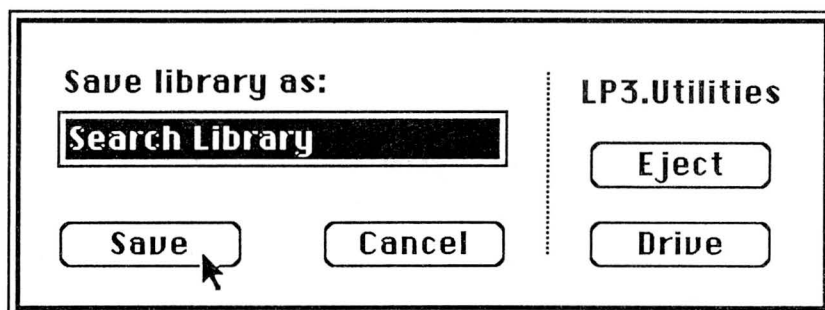 Save library as:
Search Library
Save
Cancel
LP3.Utilities
Eject
Drive